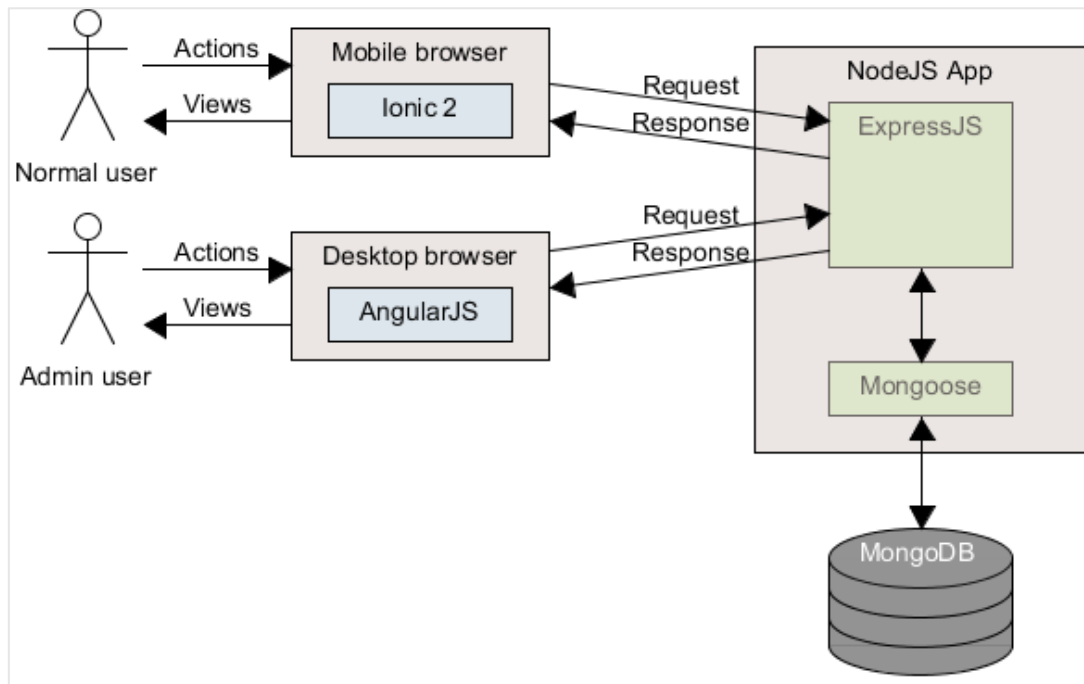 Actions
Views
Normal user
Mobile browser
Ionic 2
Request
Response
NodeJS App
ExpressJS
Actions
Views
Admin user
Desktop browser
AngularJS
Request
Response
Mongoose
MongoDB